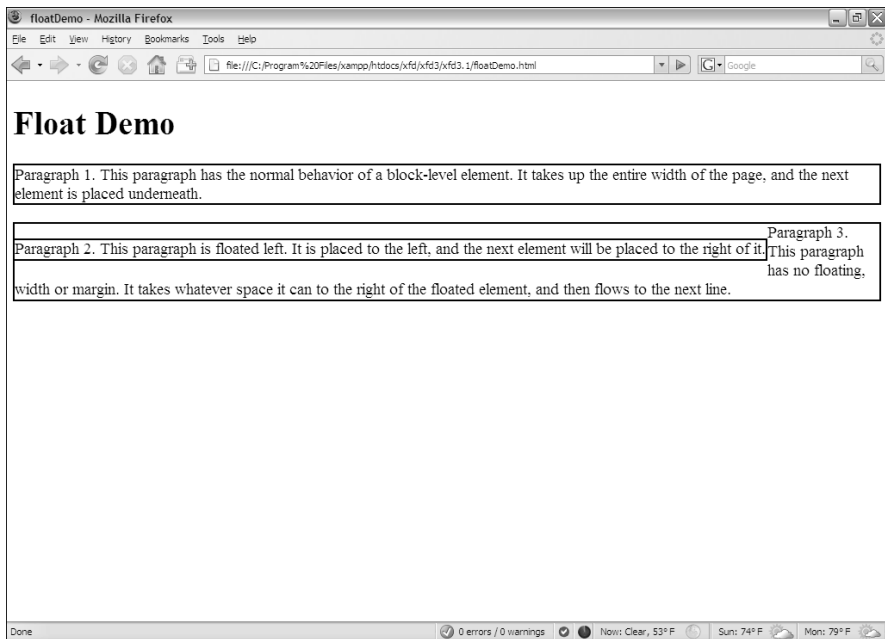 floatDemo - Mozilla Firefox
File Edit View History Bookmarks Tools Help
file:///C:/Program%20Files/xampp/htdocs/xfd/xfd3/xfd3.1/floatDemo.html
G Google
Float Demo
Paragraph 1. This paragraph has the normal behavior of a block-level element. It takes up the entire width of the page, and the next
element is placed underneath.
Paragraph 2. This paragraph is floated left. It is placed to the left, and the next element will be placed to the right of it.
Paragraph 3.
This paragraph
has no floating,
width or margin. It takes whatever space it can to the right of the floated element, and then flows to the next line.
Done
0 errors / 0 warnings
Now: Clear, 53° F
Sun: 74° F
Mon: 79° F